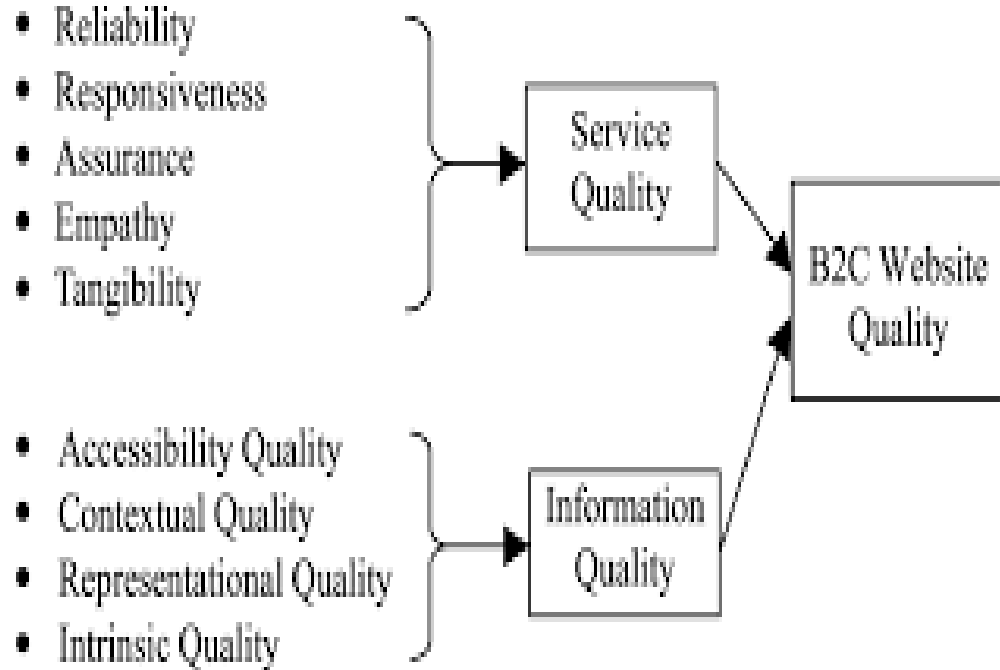 • Reliability
• Responsiveness
• Assurance
• Empathy
• Tangibility
Service
Quality
B2C Website
Quality
• Accessibility Quality
• Contextual Quality
• Representational Quality
• Intrinsic Quality
Information
Quality